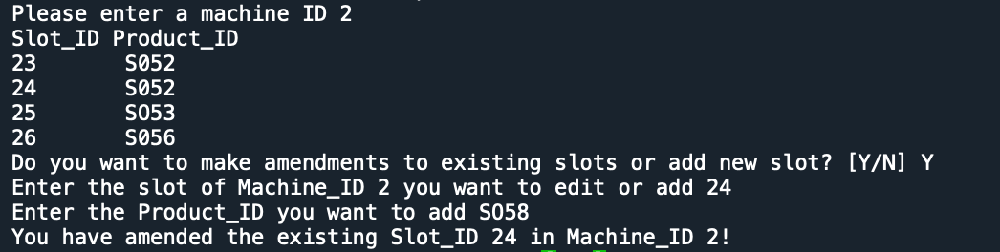 Please enter a machine ID 2
Slot_ID Product_ID
23 S052
24 S052
25 SO53
26 S056
Do you want to make amendments to existing slots or add new slot? [Y/N] Y
Enter the slot of Machine_ID 2 you want to edit or add 24
Enter the Product_ID you want to add SO58
You have amended the existing Slot_ID 24 in Machine_ID 2!